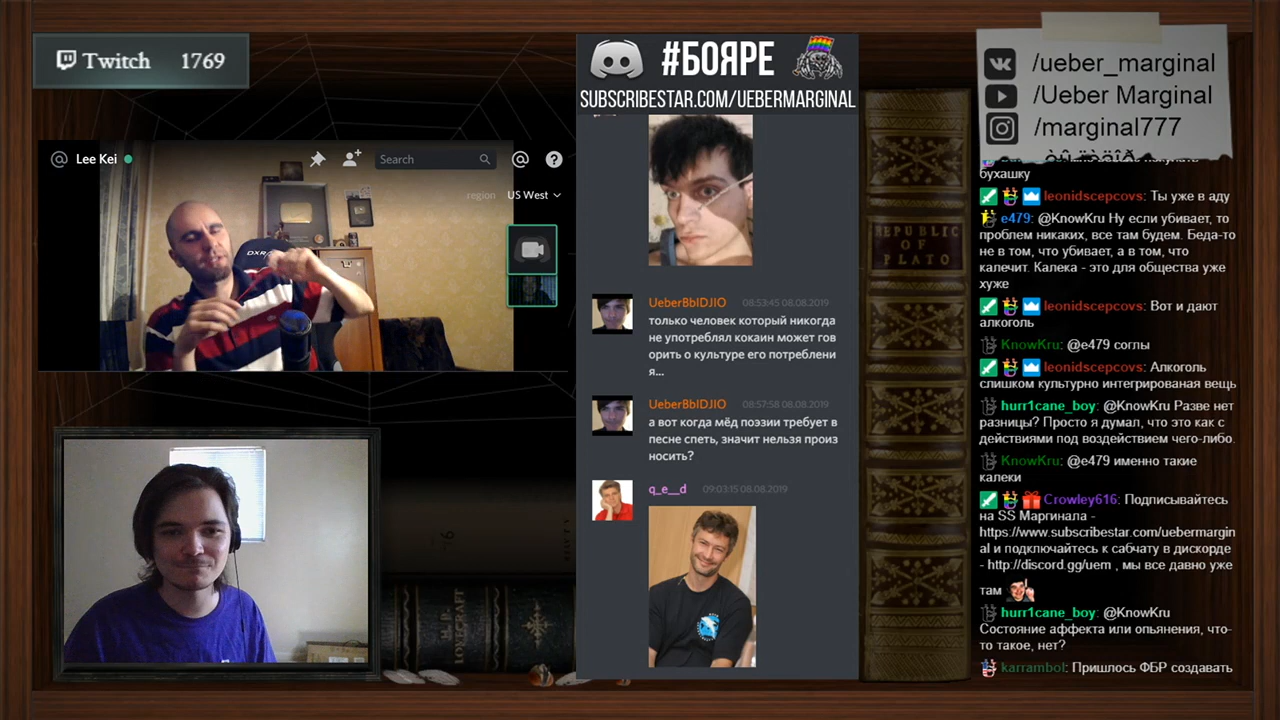 Twitch 1769
Lee Kei
Search
region US West
DXR
#БОЯРЕ
SUBSCRIBESTAR.COM/UEBERMARGINAL
UeberBbIDJIO 08:53:45 08.08.2019
только человек который никогда
не употреблял кокаин может гов
орить о культуре его потреблени
я...
UeberBbIDJIO 08:57:58 08.08.2019
а вот когда мёд поэзии требует в
песне спеть, значит нельзя произ
носить?
q_e__d 09:03:15 08.08.2019
H. P. LOVECRAFT
REPUBLIC
OF
PLATO
/ueber_marginal
/Ueber Marginal
/marginal777
бухашку
leonidscepcovs: Ты уже в аду
e479: @KnowKru Ну если убивает, то
проблем никаких, все там будем. Беда-то
не в том, что убивает, а в том, что
калечит. Калека - это для общества уже
хуже
leonidscepcovs: Вот и дают
алкоголь
KnowKru: @e479 соглы
leonidscepcovs: Алкоголь
слишком культурно интегрированая вещь
hurr1cane_boy: @KnowKru Разве нет
разницы? Просто я думал, что это как с
действиями под воздействием чего-либо.
KnowKru: @e479 именно такие
калеки
Crowley616: Подписывайтесь
на SS Маргинала -
https://www.subscribestar.com/uebermargin
al и подключайтесь к сабчату в дискорде
- http://discord.gg/uem , мы все давно уже
там
hurr1cane_boy: @KnowKru
Состояние аффекта или опьянения, что-
то такое, нет?
karrambol: Пришлось ФБР создавать